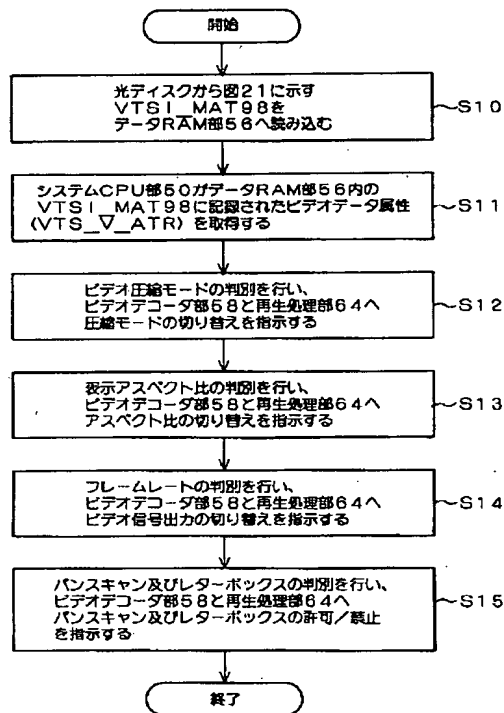 開始
光ディスクから図21に示す
VTSI_MAT98を
データRAM部56へ読み込む
S10
システムCPU部50がデータRAM部56内の
VTSI_MAT98に記録されたビデオデータ属性
(VTS_▽_ATR)を取得する
S11
ビデオ圧縮モードの判別を行い、
ビデオデコーダ部58と再生処理部64へ
圧縮モードの切り替えを指示する
S12
表示アスペクト比の判別を行い、
ビデオデコーダ部58と再生処理部64へ
アスペクト比の切り替えを指示する
S13
フレームレートの判別を行い、
ビデオデコーダ部58と再生処理部64へ
ビデオ信号出力の切り替えを指示する
S14
パンスキャン及びレターボックスの判別を行い、
ビデオデコーダ部58と再生処理部64へ
パンスキャン及びレターボックスの許可/禁止
を指示する
S15
終了